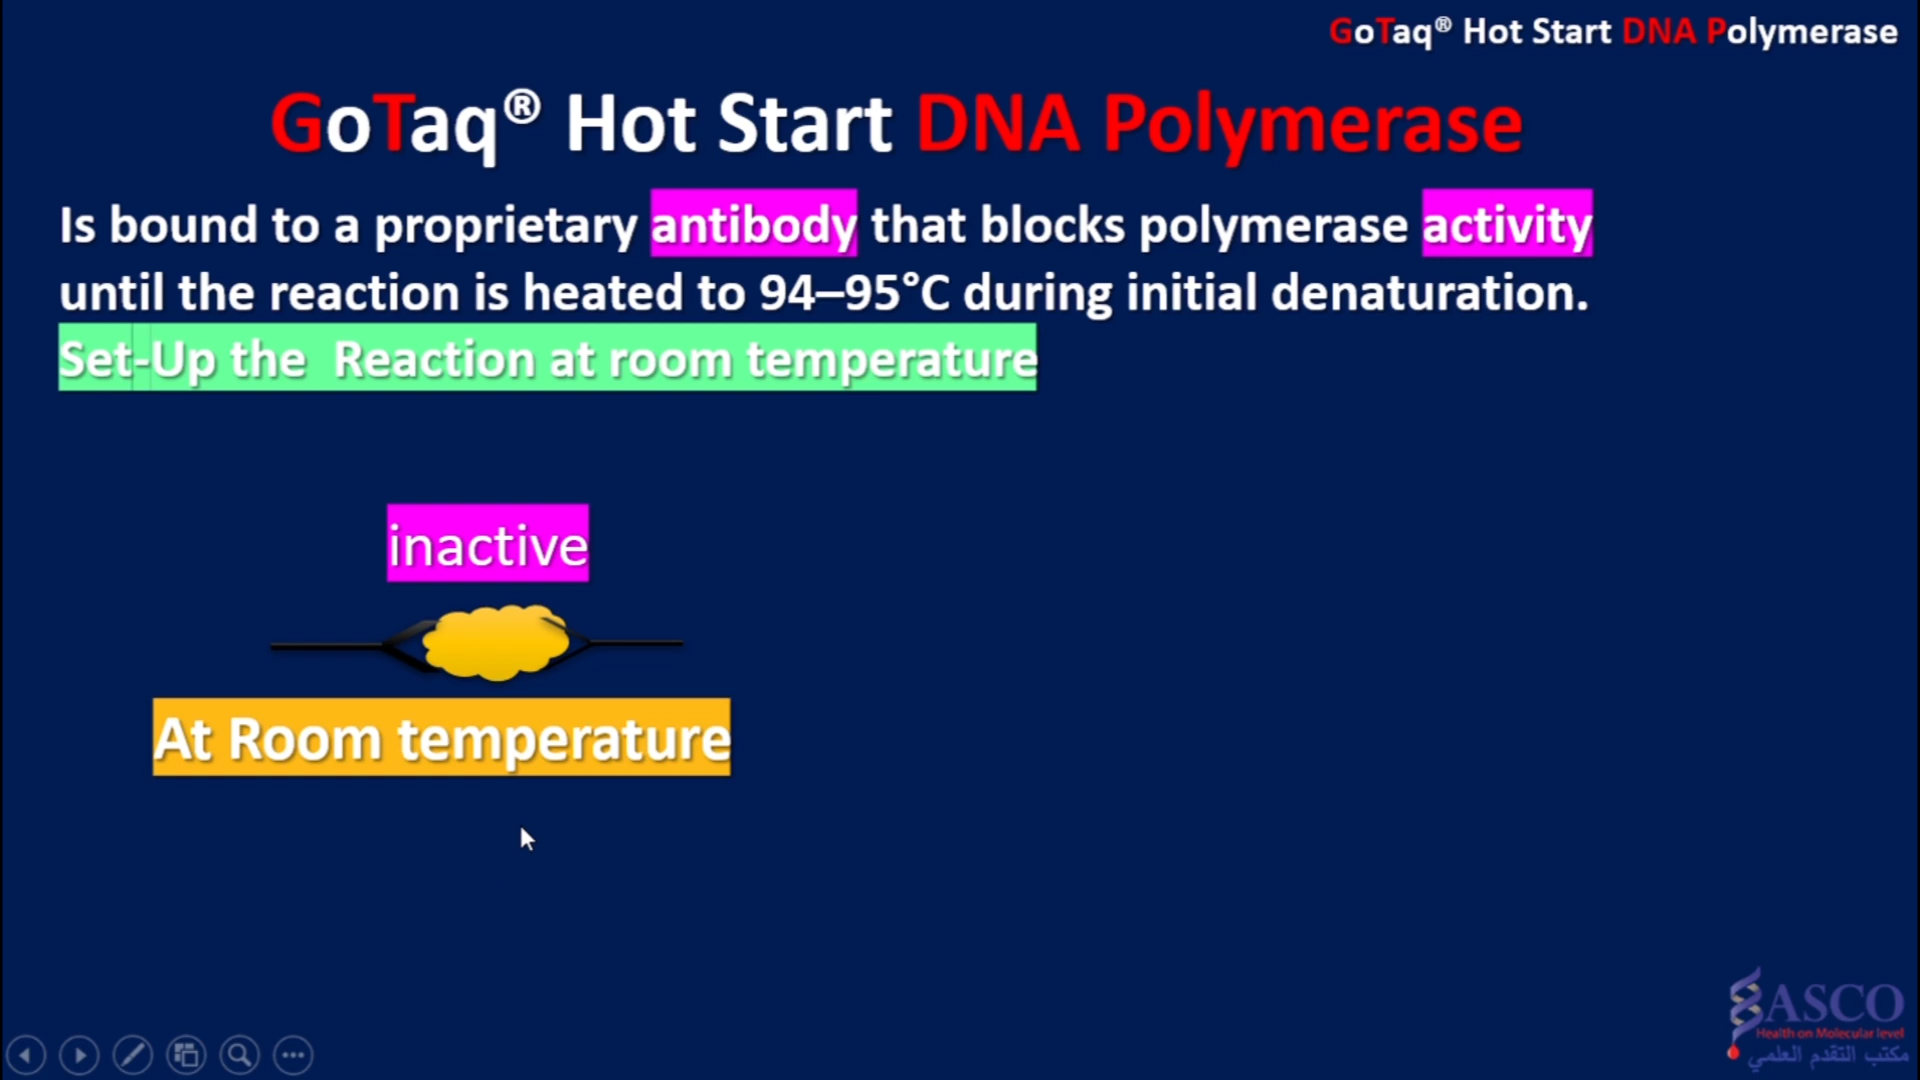 GoTaq® Hot Start DNA Polymerase
GoTaq® Hot Start DNA Polymerase
Is bound to a proprietary antibody that blocks polymerase activity
until the reaction is heated to 94–95°C during initial denaturation.
Set-Up the  Reaction at room temperature
inactive
At Room temperature
ASCO
Health on Molecular level
مكتب التقدم العلمي